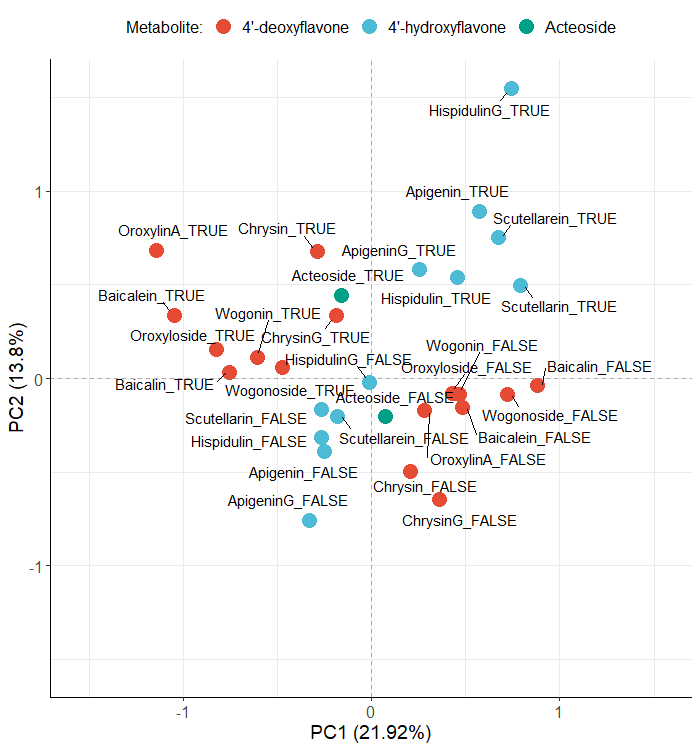 Metabolite: 4'-deoxyflavone 4'-hydroxyflavone Acteoside
HispidulinG_TRUE
Apigenin_TRUE
1
Scutellarein_TRUE
OroxylinA_TRUE
Chrysin_TRUE
ApigeninG_TRUE
Acteoside_TRUE
Baicalein_TRUE
Hispidulin_TRUE
Scutellarin_TRUE
Wogonin_TRUE
Oroxyloside_TRUE
ChrysinG_TRUE
Wogonin_FALSE
HispidulinG_FALSE
Oroxyloside_FALSE
Baicalin_FALSE
0
Baicalin_TRUE
Wogonoside_TRUE
Acteoside_FALSE
Wogonoside_FALSE
Scutellarin_FALSE
Scutellarein_FALSE
Baicalein_FALSE
Hispidulin_FALSE
OroxylinA_FALSE
Apigenin_FALSE
Chrysin_FALSE
ApigeninG_FALSE
ChrysinG_FALSE
-1
PC2 (13.8%)
-1 0 1
PC1 (21.92%)